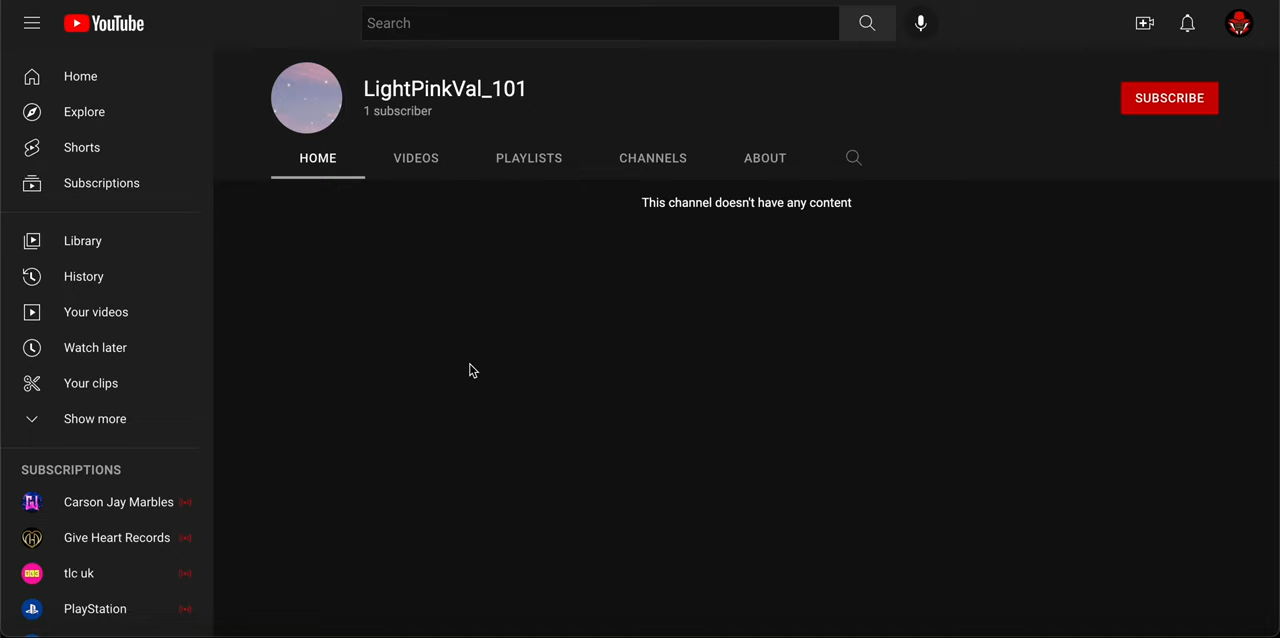 YouTube
Search
Home
Explore
Shorts
Subscriptions
Library
History
Your videos
Watch later
Your clips
Show more
SUBSCRIPTIONS
Carson Jay Marbles
Give Heart Records
tlc uk
PlayStation
LightPinkVal_101
1 subscriber
SUBSCRIBE
HOME VIDEOS PLAYLISTS CHANNELS ABOUT
This channel doesn't have any content